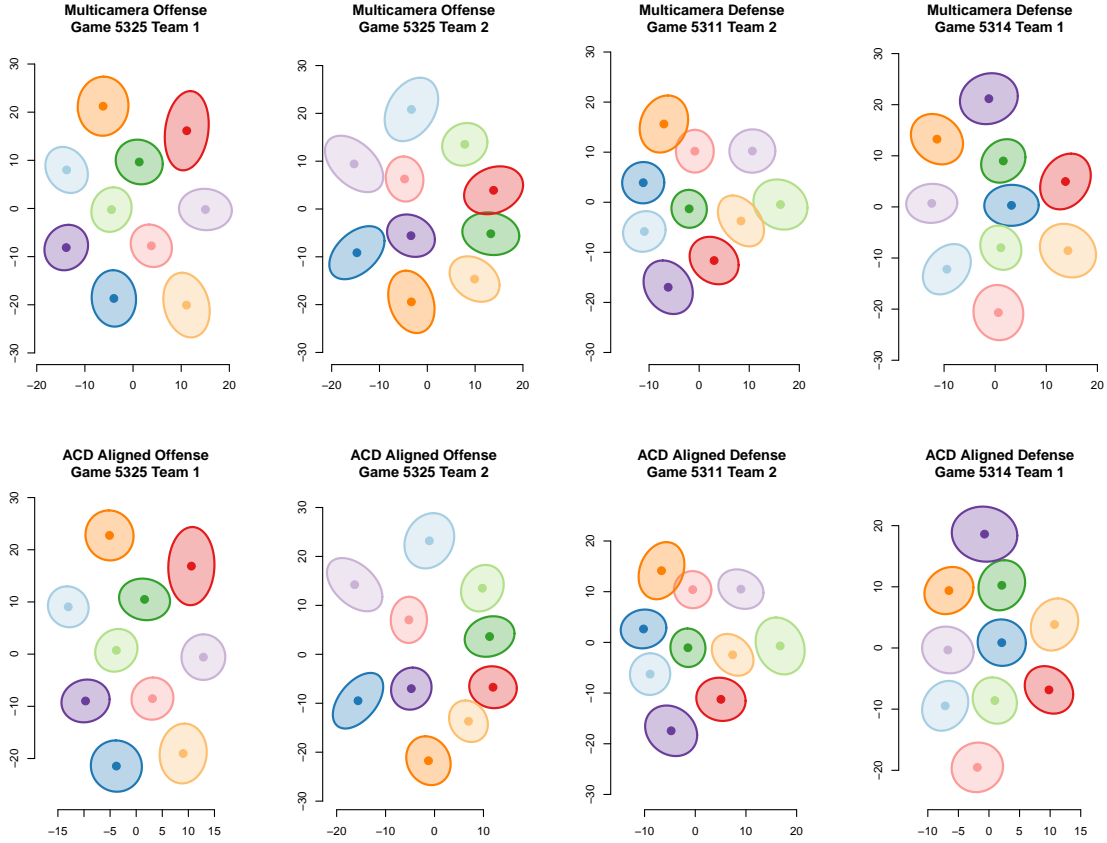 Multicamera Offense
Game 5325 Team 1
30
20
10
0
−10
−20
−30
−20 −10 0 10 20
Multicamera Offense
Game 5325 Team 2
30
20
10
0
−10
−20
−30
−20 −10 0 10 20
Multicamera Defense
Game 5311 Team 2
30
20
10
0
−10
−20
−30
−10 0 10 20
Multicamera Defense
Game 5314 Team 1
30
20
10
0
−10
−20
−30
−10 0 10 20
ACD Aligned Offense
Game 5325 Team 1
30
20
10
0
−10
−20
−15 −5 0 5 10 15
ACD Aligned Offense
Game 5325 Team 2
30
20
10
0
−10
−20
−30
−20 −10 0 10
ACD Aligned Defense
Game 5311 Team 2
20
10
0
−10
−20
−30
−10 0 10 20
ACD Aligned Defense
Game 5314 Team 1
20
10
0
−10
−20
−10 −5 0 5 10 15